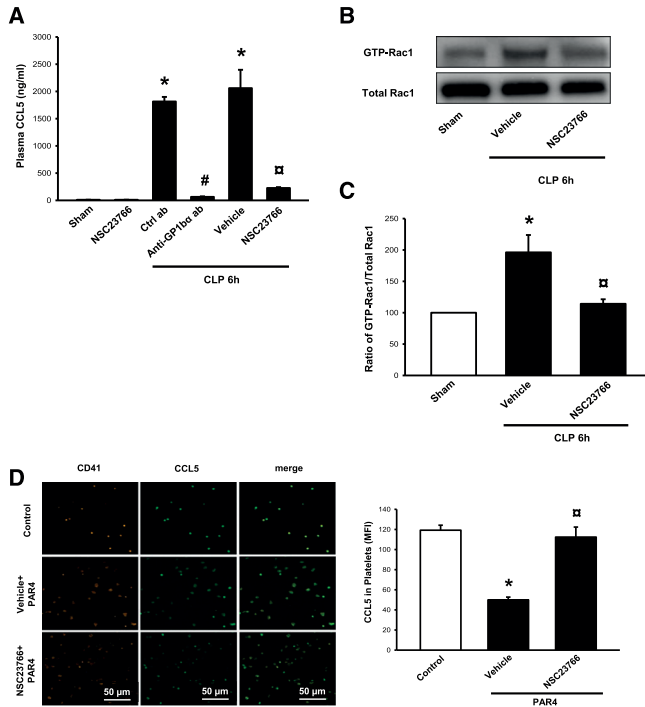 A
Plasma CCL5 (ng/ml)
3000
2500
2000
1500
1000
500
0
*
#
*
¤
Sham
NSC23766
Ctrl ab
Anti-GP1bα ab
Vehicle
NSC23766
CLP 6h
B
GTP-Rac1
Total Rac1
Sham
Vehicle
NSC23766
CLP 6h
C
Ratio of GTP-Rac1/Total Rac1
250
200
150
100
50
0
*
¤
Sham
Vehicle
NSC23766
CLP 6h
D
CD41 CCL5 merge
Control
Vehicle+
PAR4
NSC23766+
PAR4
50 µm 50 µm 50 µm
CCL5 in Platelets (MFI)
140
120
100
80
60
40
20
0
*
¤
Control
Vehicle
NSC23766
PAR4